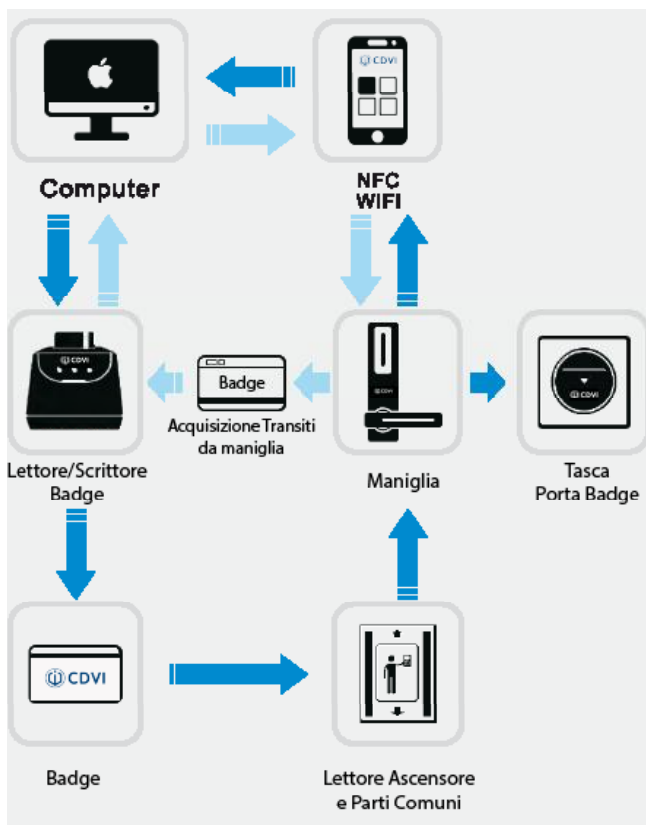 CDVI
Computer
NFC
WIFI
CDVI
Badge
CDVI
CDVI
Acquisizione Transiti
da maniglia
Lettore/Scrittore
Badge
Maniglia
Tasca
Porta Badge
CDVI
Badge
Lettore Ascensore
e Parti Comuni